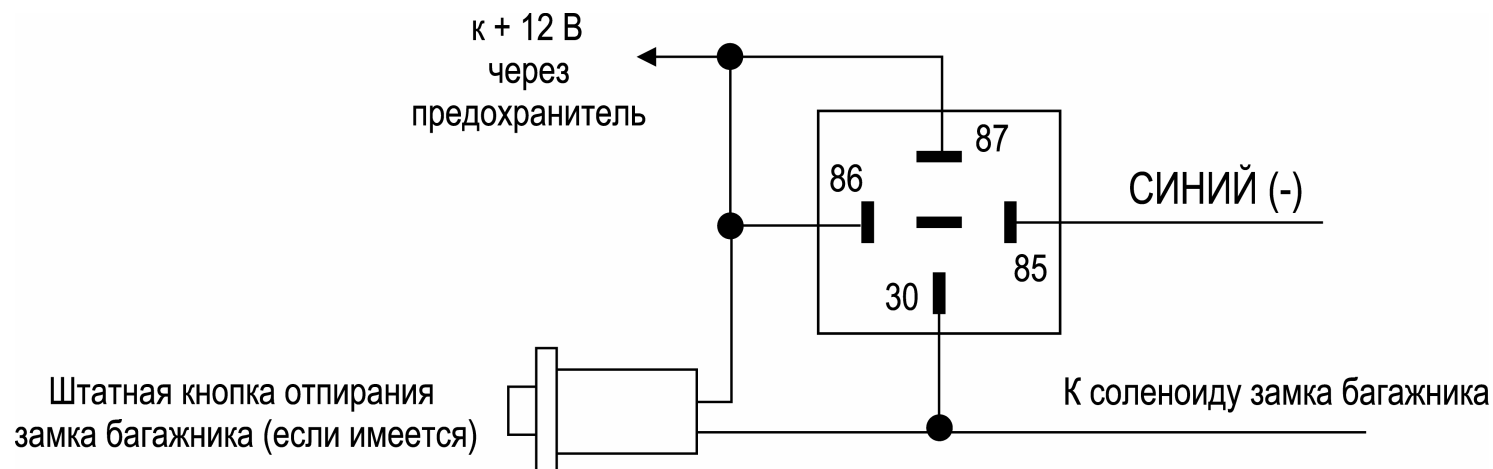 к + 12 В
через
предохранитель
87
86
СИНИЙ (-)
85
30
Штатная кнопка отпирания
замка багажника (если имеется)
К соленоиду замка багажника